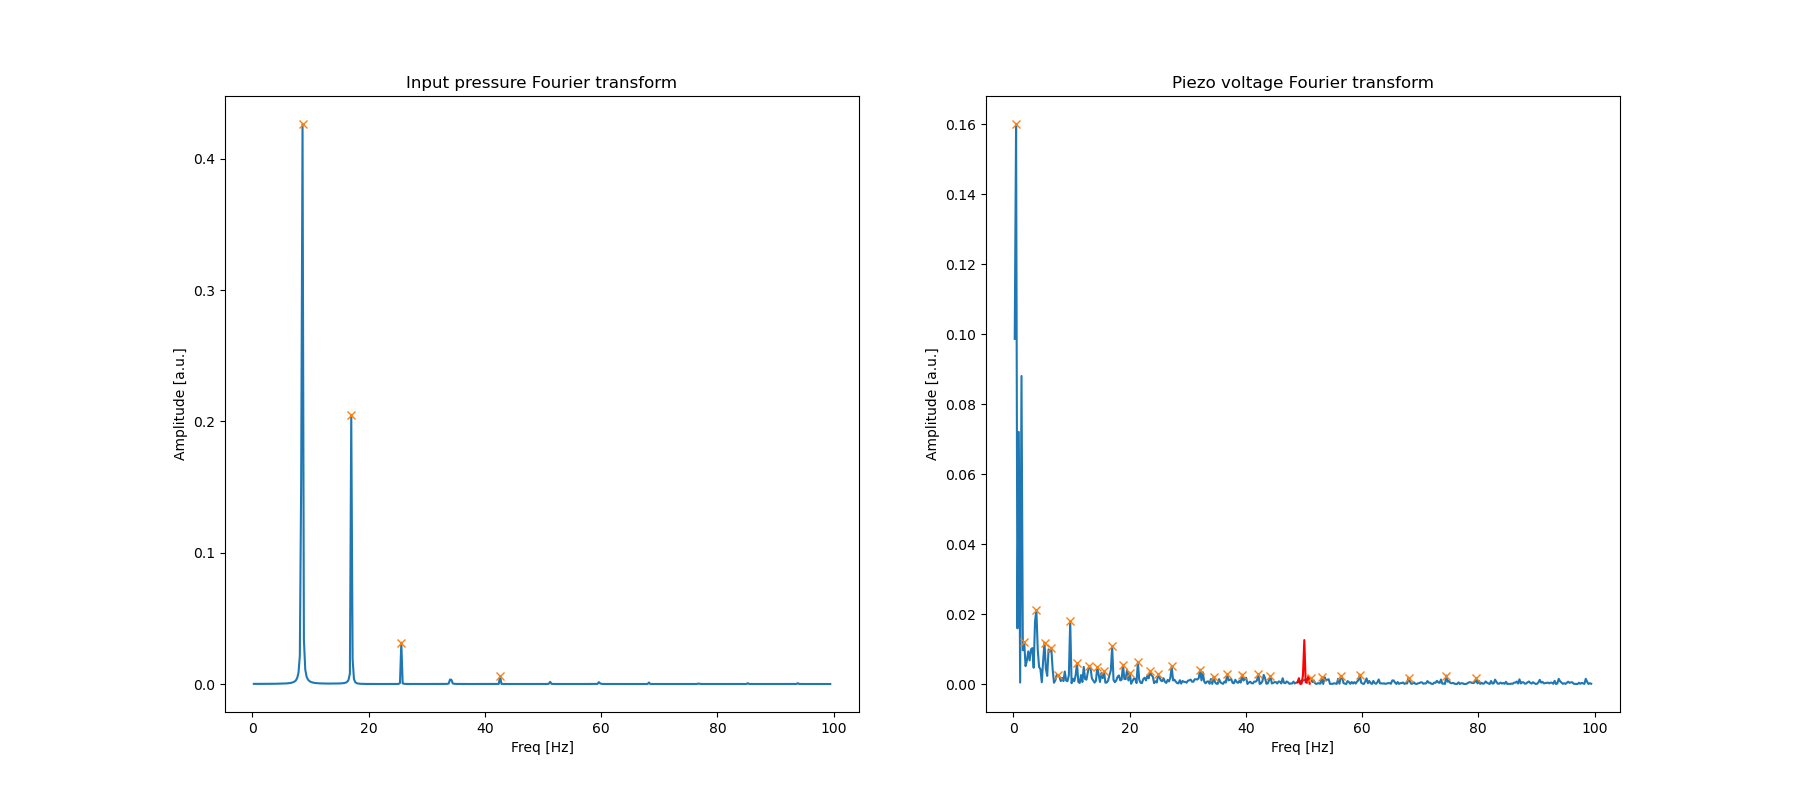 Input pressure Fourier transform
Amplitude [a.u.]
0.4
0.3
0.2
0.1
0.0
0 20 40 60 80 100
Freq [Hz]
Piezo voltage Fourier transform
Amplitude [a.u.]
0.16
0.14
0.12
0.10
0.08
0.06
0.04
0.02
0.00
0 20 40 60 80 100
Freq [Hz]